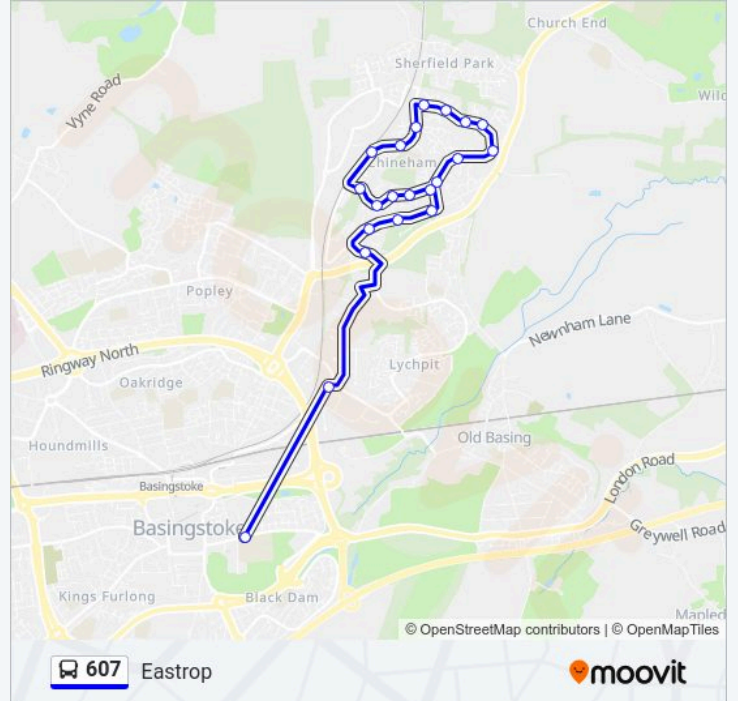 Church End
Sherfield Park
Vyne Road
Wild
Chineham
Popley
Newnham Lane
Ringway North
Lychpit
Oakridge
Houndmills
Old Basing
London Road
Basingstoke
Basingstoke
Greywell Road
Kings Furlong
Black Dam
Mapled
© OpenStreetMap contributors | © OpenMapTiles
607 Eastrop
moovit